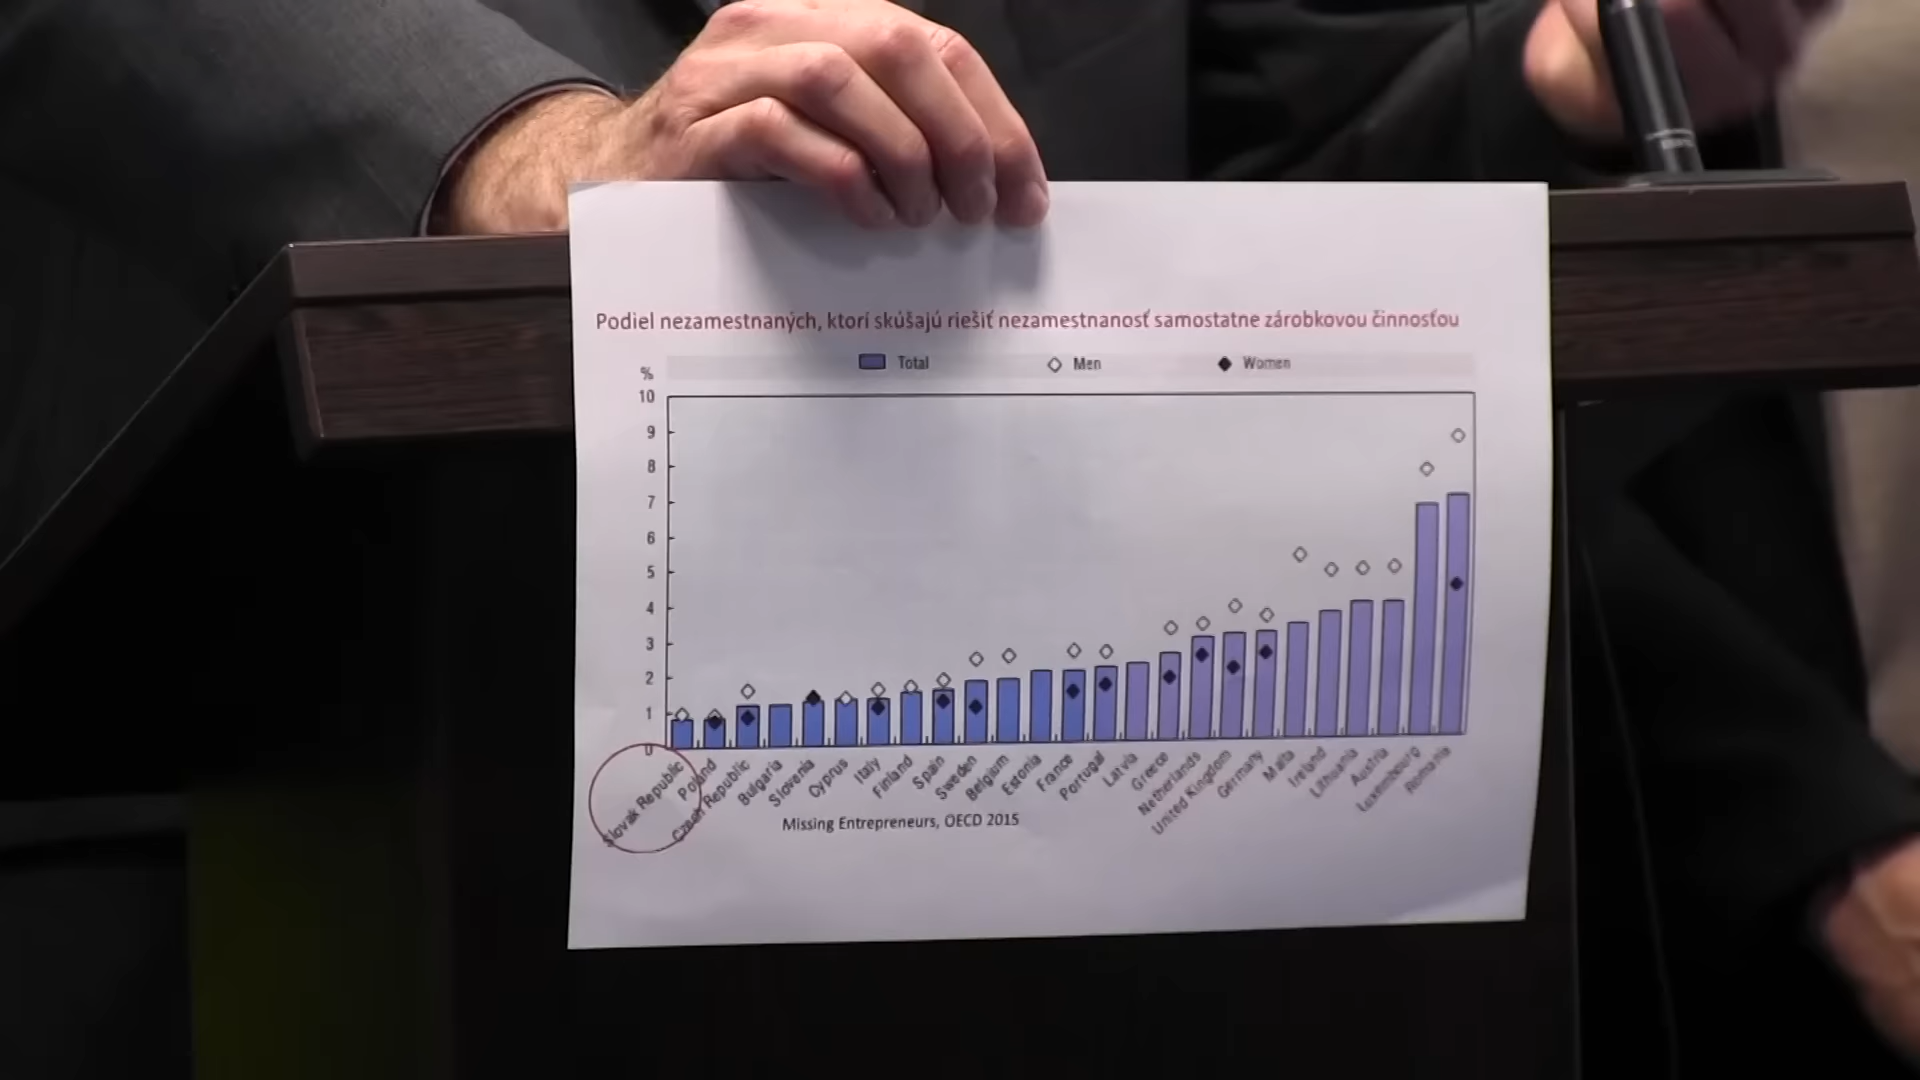 Podiel nezamestnaných, ktorí skúšajú riešiť nezamestnanosť samostatne zárobkovou činnosťou
Total Men Women
%
10
9
8
7
6
5
4
3
2
1
0
Slovak Republic
Poland
Czech Republic
Bulgaria
Slovenia
Cyprus
Italy
Finland
Spain
Sweden
Belgium
Estonia
France
Portugal
Latvia
Greece
Netherlands
United Kingdom
Germany
Malta
Ireland
Lithuania
Austria
Luxembourg
Romania
Missing Entrepreneurs, OECD 2015